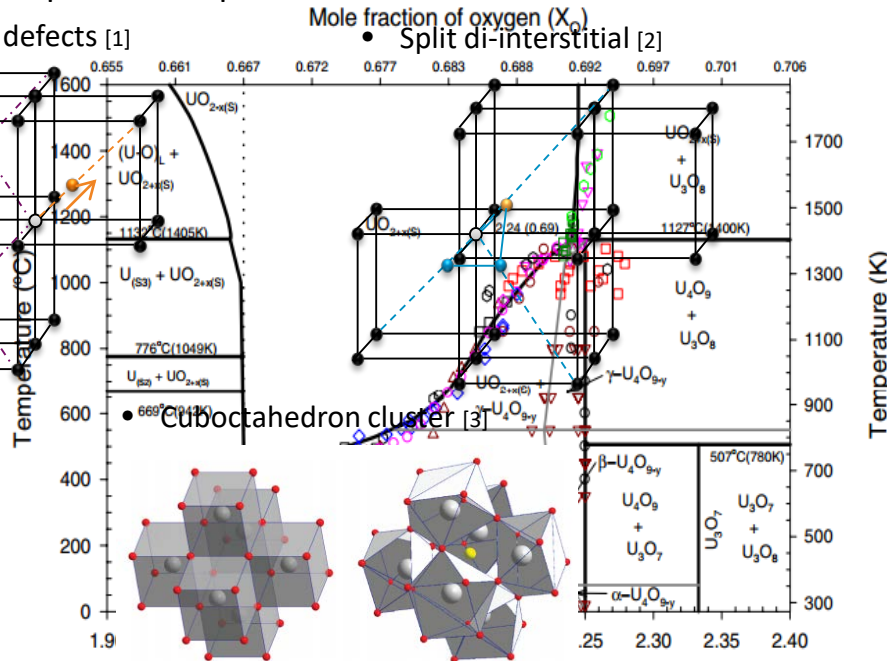 Mole fraction of oxygen (X
defects [1]
• Split di-interstitial [2]
0.655 0.661 0.667 0.672 0.677 0.683 0.688 0.692 0.697 0.701 0.706
1600
1400
1200
1000
800
600
400
200
0
Temperature (°C)
UO2-x(S)
(U-O)L +
UO2+x(S)
1132°C(1405K)
U(S3) + UO2+x(S)
776°C(1049K)
U(S2) + UO2+x(S)
669°C(942K)
UO2+x(S)
2.24 (0.69)
UO2+x(S)
+
U3O8
1127°C(1400K)
U4O9
+
U3O8
UO2+x(C) +
γ-U4O9-y
γ-U4O9-y
• Cuboctahedron cluster [3]
507°C(780K)
β-U4O9-y
U4O9
+
U3O7
U3O7
U3O7
+
U3O8
α-U4O9-y
1700
1500
1300
1100
900
700
500
300
Temperature (K)
1.9
.25 2.30 2.35 2.40